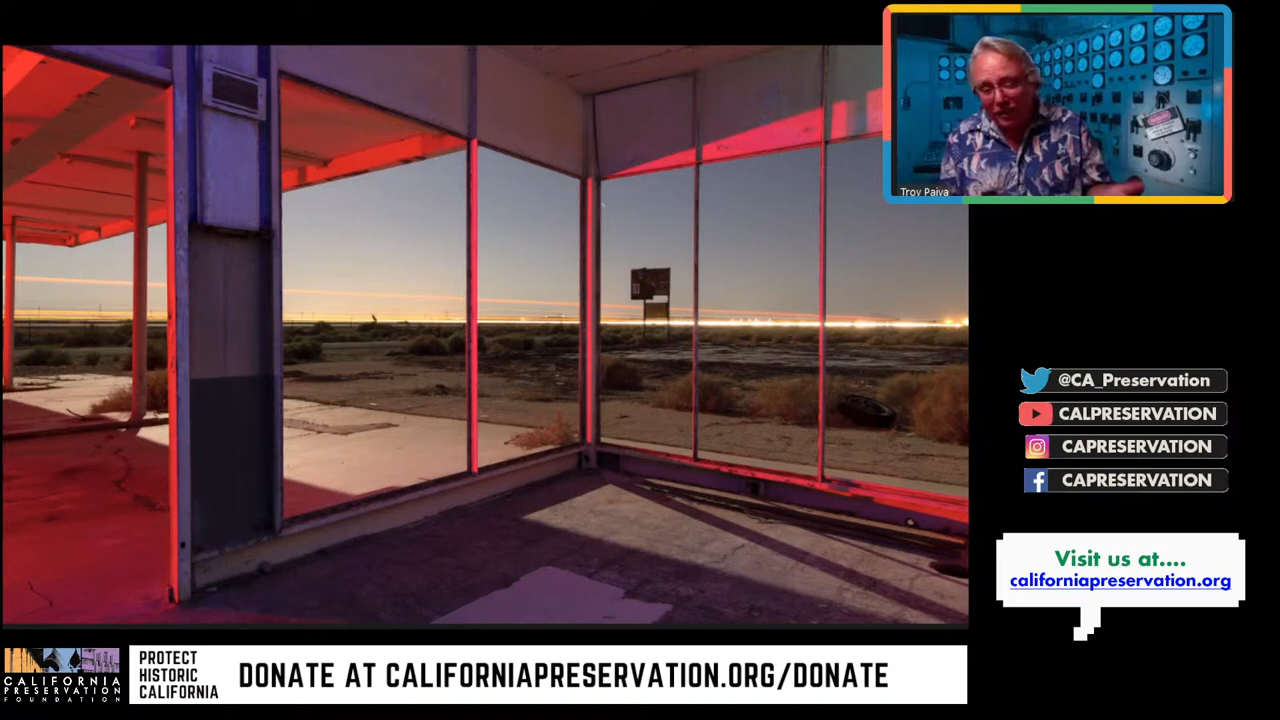 Troy Paiva
@CA_Preservation
CALPRESERVATION
CAPRESERVATION
CAPRESERVATION
Visit us at....
californiapreservation.org
CALIFORNIA
PRESERVATION
FOUNDATION
PROTECT
HISTORIC
CALIFORNIA
DONATE AT CALIFORNIAPRESERVATION.ORG/DONATE